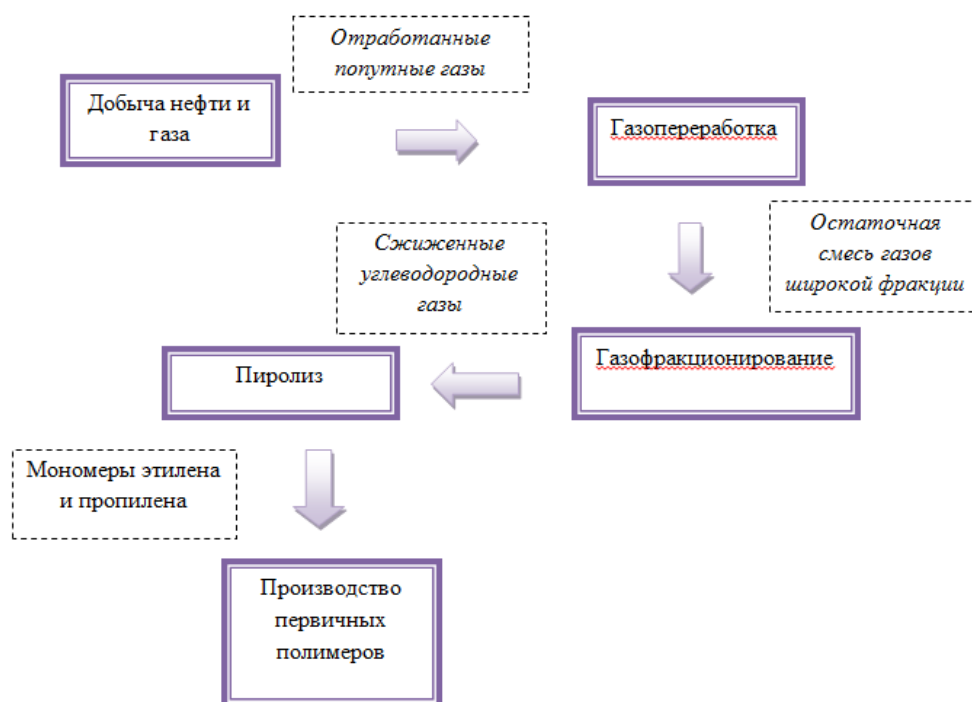 Отработанные
попутные газы
Добыча нефти и
газа
Газопереработка
Остаточная
смесь газов
широкой фракции
Сжиженные
углеводородные
газы
Газофракционирование
Пиролиз
Мономеры этилена
и пропилена
Производство
первичных
полимеров